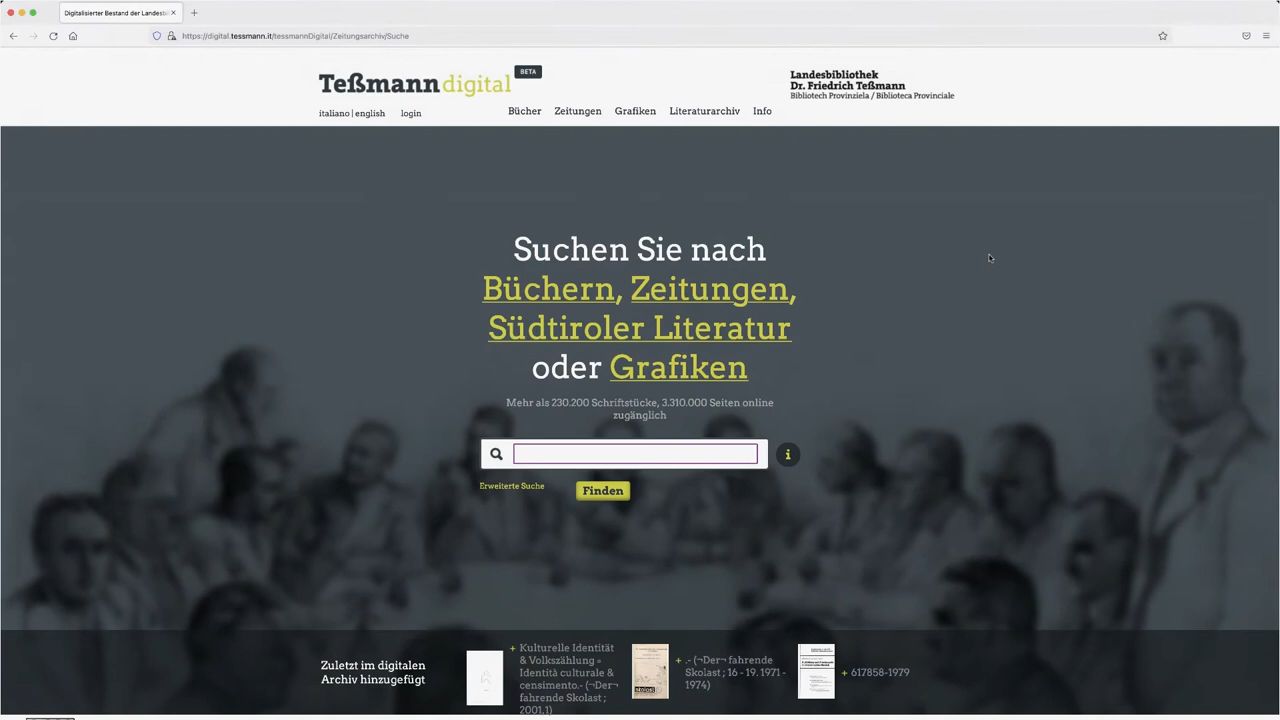 Digitalisierter Bestand der Landesbi
https://digital.tessmann.it/tessmannDigital/Zeitungsarchiv/Suche
Teßmann digital BETA
italiano | english login
Bücher Zeitungen Grafiken Literaturarchiv Info
Landesbibliothek
Dr. Friedrich Teßmann
Bibliotech Provinziela / Biblioteca Provinciale
Suchen Sie nach
Büchern, Zeitungen,
Südtiroler Literatur
oder Grafiken
Mehr als 230.200 Schriftstücke, 3.310.000 Seiten online
zugänglich
i
Erweiterte Suche
Finden
Zuletzt im digitalen
Archiv hinzugefügt
+ Kulturelle Identität
& Volkszählung =
Identità culturale &
censimento.- (¬Der¬
fahrende Skolast ;
2001,1)
skolast
+ .- (¬Der¬ fahrende
Skolast ; 16 - 19. 1971 -
1974)
+ 617858-1979